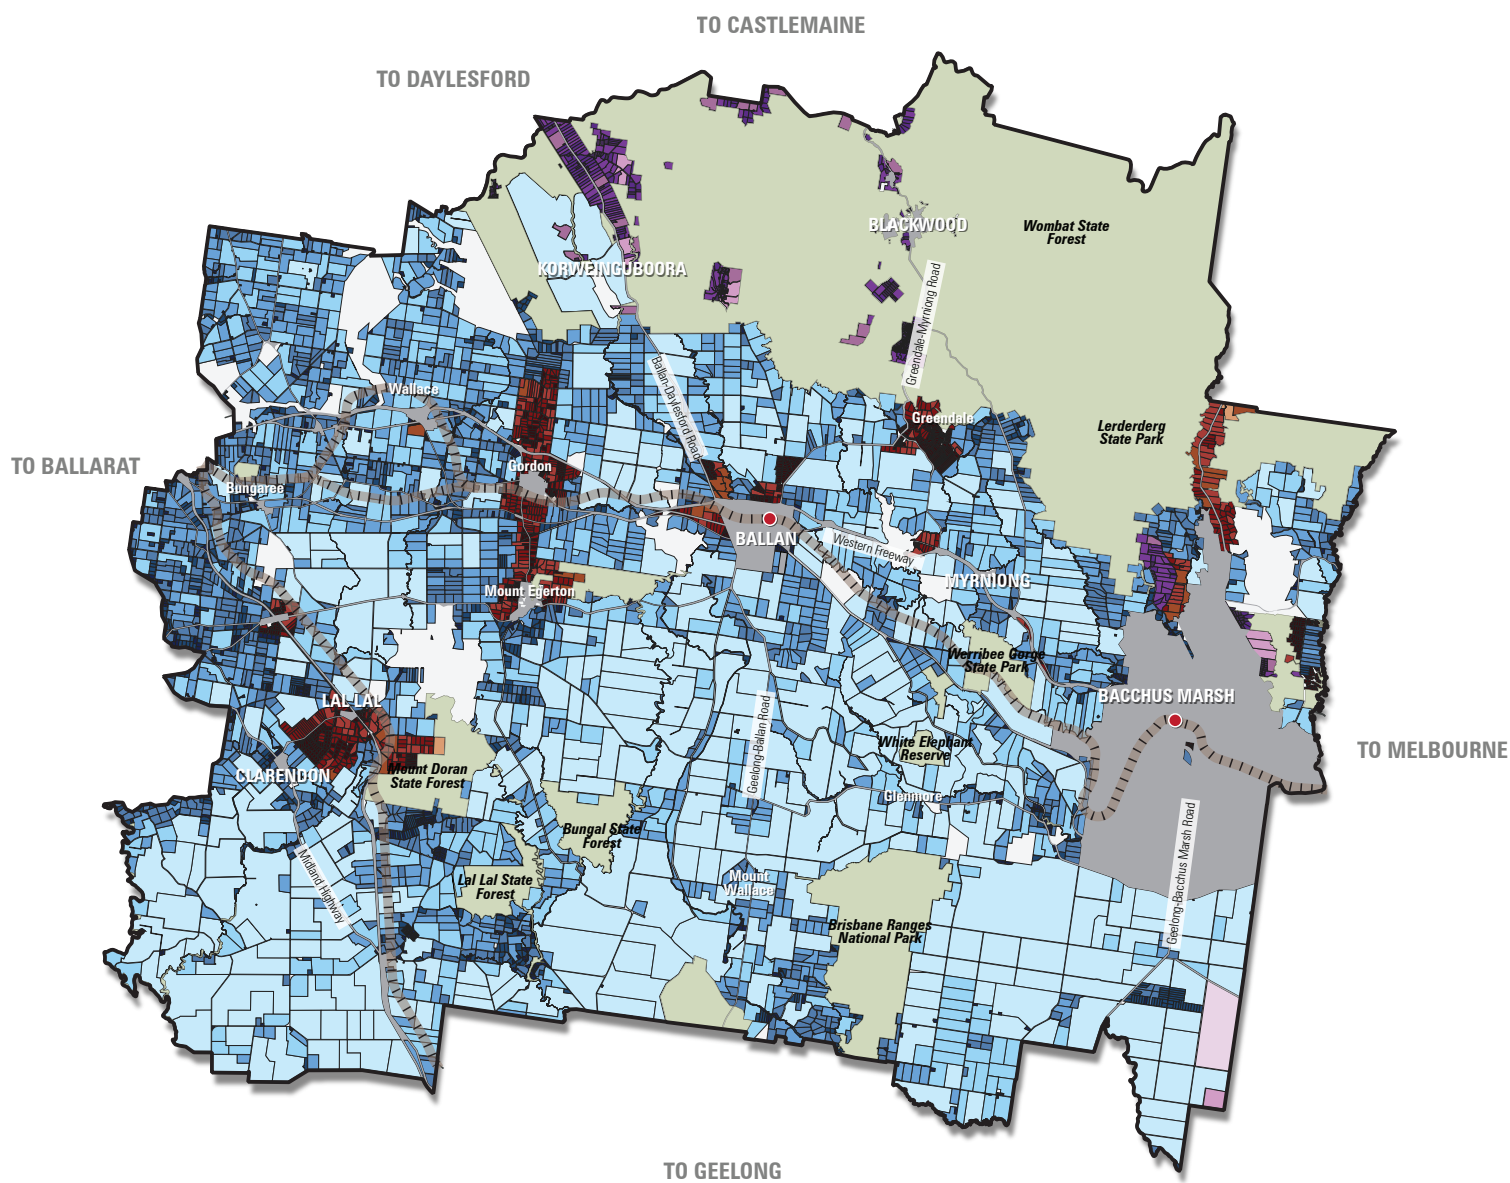 TO CASTLEMAINE
TO DAYLESFORD
BLACKWOOD
Wombat State
Forest
KORWEINGUBOORA
Greendale-Myrniong Road
Ballan-Daylesford Road
Wallace
Greendale
Lerderderg
State Park
TO BALLARAT
Gordon
Bungaree
BALLAN
Western Freeway
MYRNIONG
Mount Egerton
Werribee Gorge
State Park
LAL LAL
BACCHUS MARSH
Geelong-Ballan Road
White Elephant
Reserve
TO MELBOURNE
CLARENDON
Mount Doran
State Forest
Glenmore
Bungal State
Forest
Geelong-Bacchus Marsh Road
Midland Highway
Lal Lal State
Forest
Mount
Wallace
Brisbane Ranges
National Park
TO GEELONG